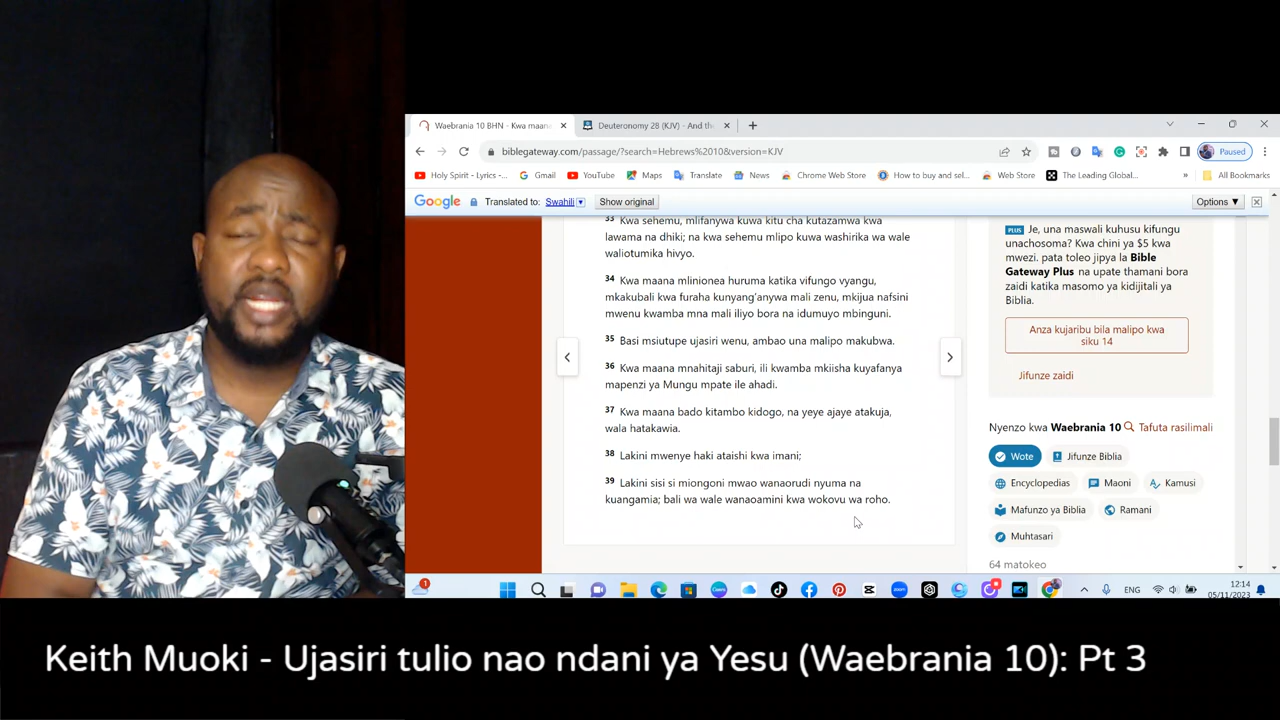 Waebrania 10 BHN - Kwa maana
Deuteronomy 28 (KJV) - And th
biblegateway.com/passage/?search=Hebrews%2010&version=KJV
Paused
Holy Spirit - Lyrics -...
Gmail
YouTube
Maps
Translate
News
Chrome Web Store
How to buy and sel...
Web Store
The Leading Global...
»
All Bookmarks
Google
Translated to: Swahili
Show original
Options ▼
33 Kwa sehemu, mlifanywa kuwa kitu cha kutazamwa kwa
lawama na dhiki; na kwa sehemu mlipo kuwa washirika wa wale
waliotumika hivyo.
34 Kwa maana mlinionea huruma katika vifungo vyangu,
mkakubali kwa furaha kunyang'anywa mali zenu, mkijua nafsini
mwenu kwamba mna mali iliyo bora na idumuyo mbinguni.
35 Basi msiutupe ujasiri wenu, ambao una malipo makubwa.
36 Kwa maana mnahitaji saburi, ili kwamba mkiisha kuyafanya
mapenzi ya Mungu mpate ile ahadi.
37 Kwa maana bado kitambo kidogo, na yeye ajaye atakuja,
wala hatakawia.
38 Lakini mwenye haki ataishi kwa imani;
39 Lakini sisi si miongoni mwao wanaorudi nyuma na
kuangamia; bali wa wale wanaoamini kwa wokovu wa roho.
PLUS Je, una maswali kuhusu kifungu
unachosoma? Kwa chini ya $5 kwa
mwezi. pata toleo jipya la Bible
Gateway Plus na upate thamani bora
zaidi katika masomo ya kidijitali ya
Biblia.
Anza kujaribu bila malipo kwa
siku 14
Jifunze zaidi
Nyenzo kwa Waebrania 10
Tafuta rasilimali
Wote
Jifunze Biblia
Encyclopedias
Maoni
Kamusi
Mafunzo ya Biblia
Ramani
Muhtasari
64 matokeo
1
zoom
ENG
12:14
05/11/2023
Keith Muoki - Ujasiri tulio nao ndani ya Yesu (Waebrania 10): Pt 3